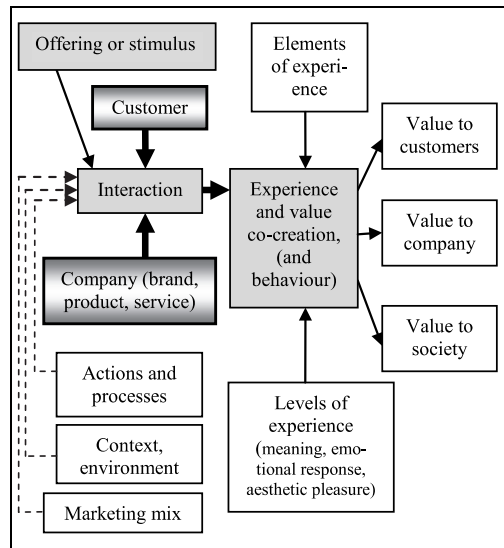 Offering or stimulus
Customer
Interaction
Company (brand,
product, service)
Actions and
processes
Context,
environment
Marketing mix
Elements
of experi-
ence
Experience
and value
co-creation,
(and
behaviour)
Levels of
experience
(meaning, emo-
tional response,
aesthetic pleasure)
Value to
customers
Value to
company
Value to
society